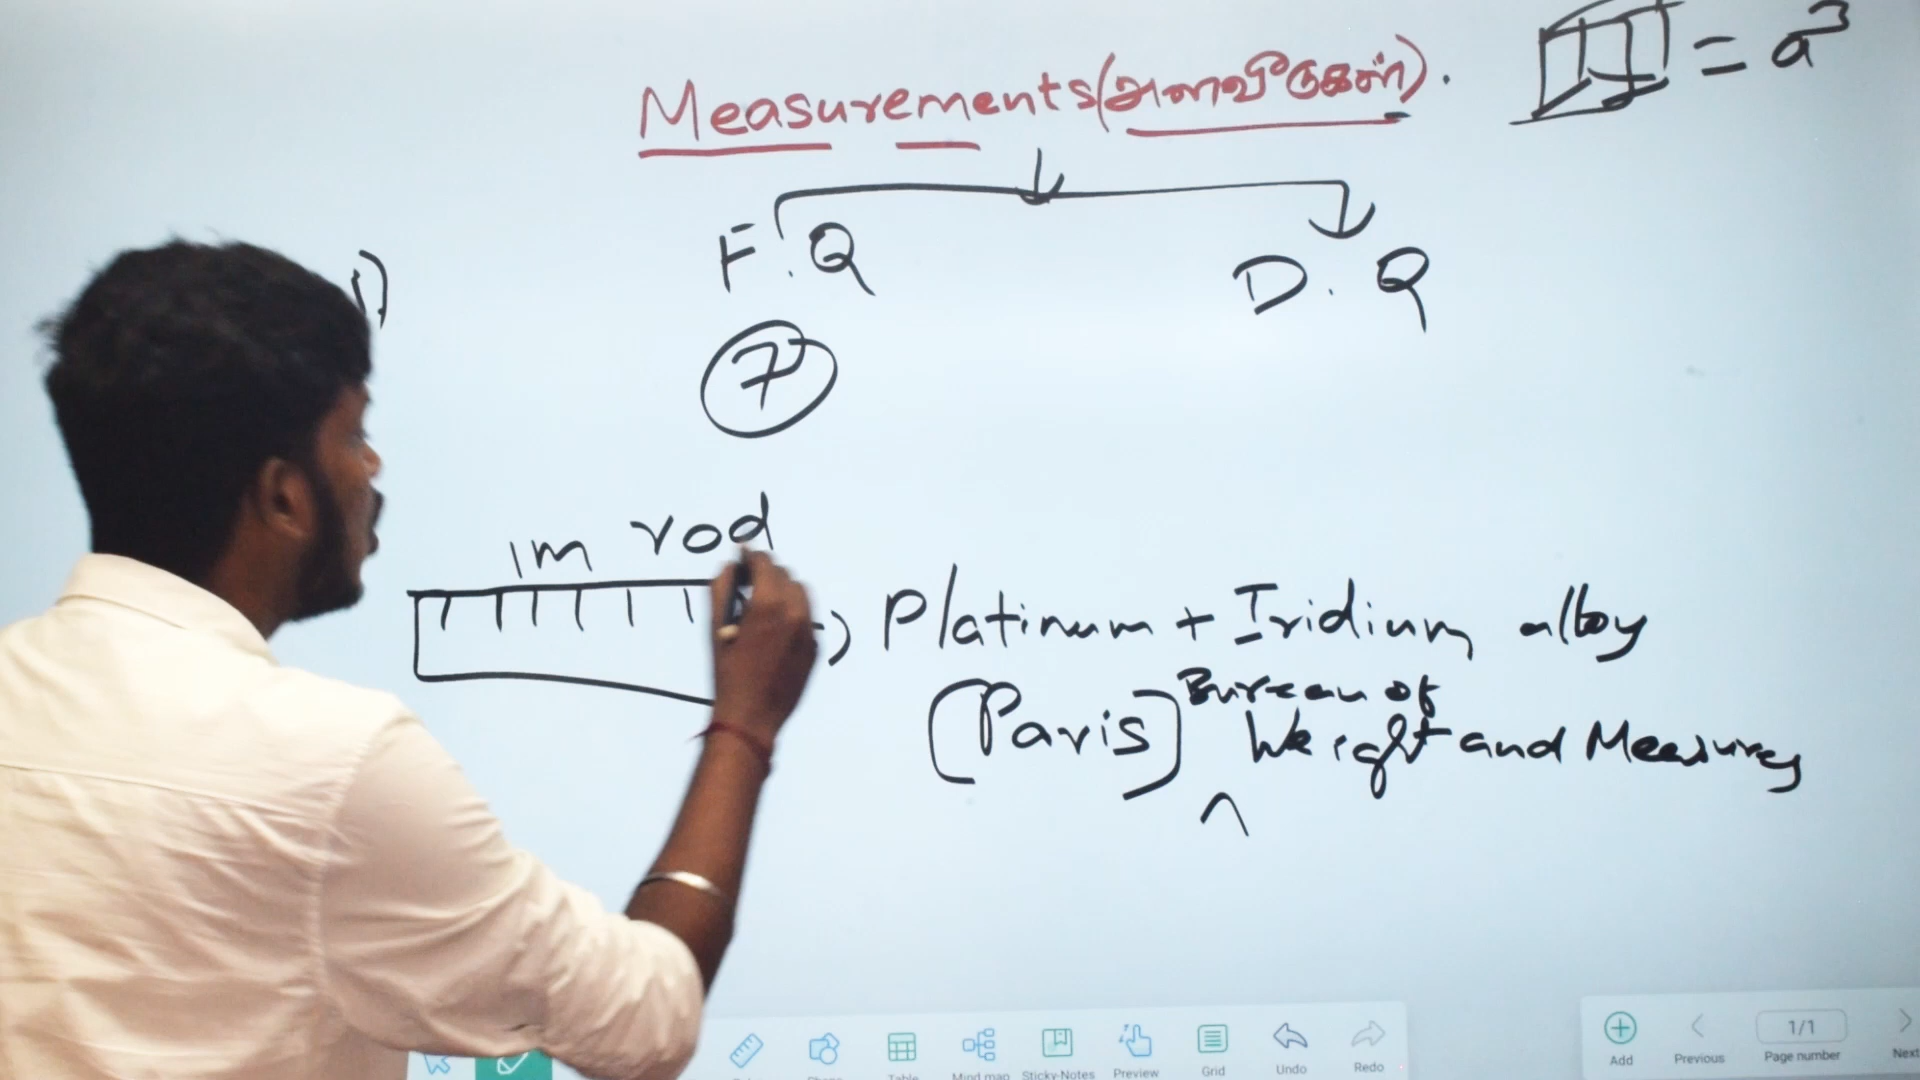 Measurements(அளவீடுகள்).
= a³
F.Q
D.Q
1)
7
1m rod
Platinum + Iridium alloy
(Paris) Bureau of
Weight and Measures
Table
Mind map
Sticky-Notes
Preview
Grid
Undo
Redo
Add
Previous
1/1
Page number
Next